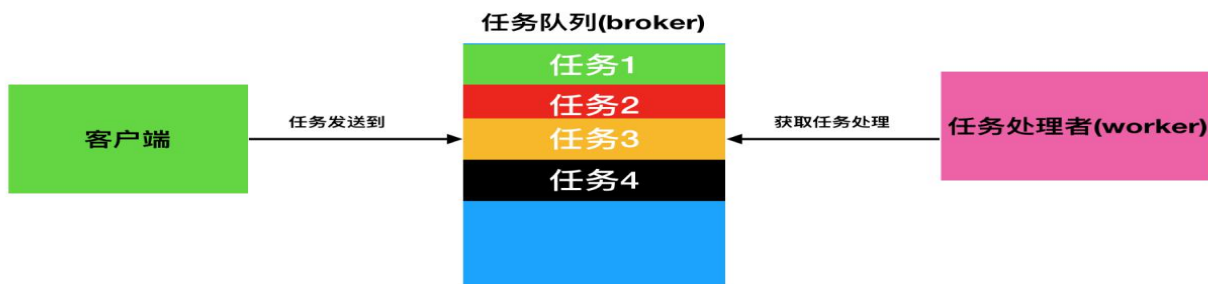 任务队列(broker)
任务1
任务2
任务3
任务4
客户端
任务发送到
获取任务处理
任务处理者(worker)